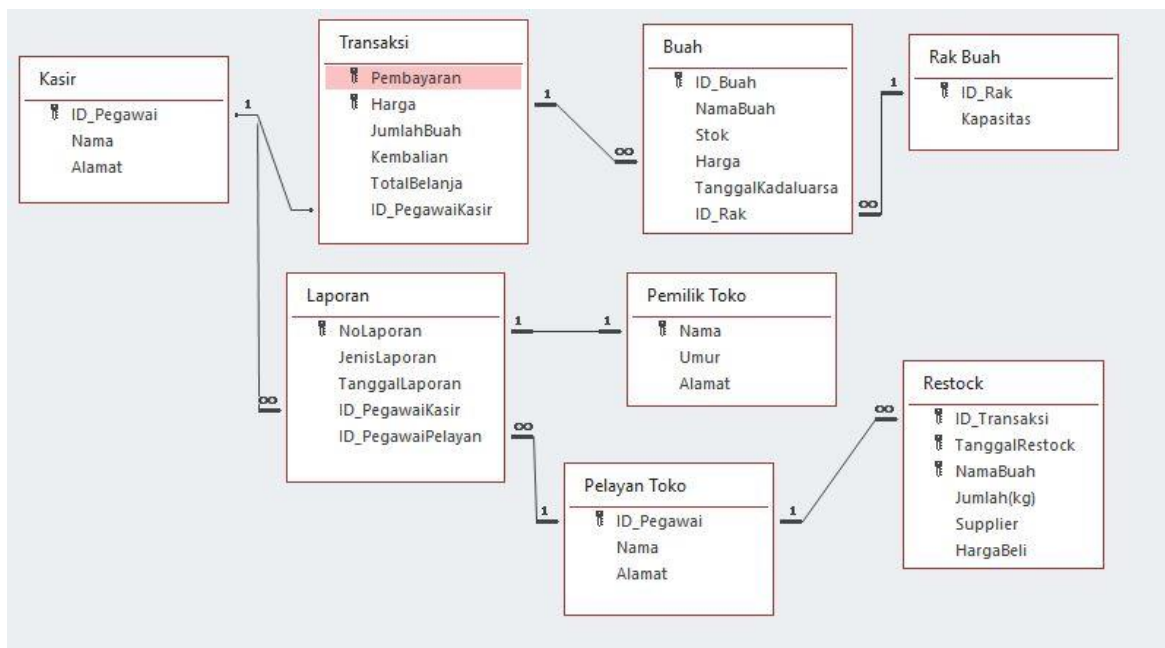 Kasir
ID_Pegawai
Nama
Alamat
1
Transaksi
Pembayaran
Harga
JumlahBuah
Kembalian
TotalBelanja
ID_PegawaiKasir
1
∞
Buah
ID_Buah
NamaBuah
Stok
Harga
TanggalKadaluarsa
ID_Rak
1
∞
Rak Buah
ID_Rak
Kapasitas
Laporan
NoLaporan
JenisLaporan
TanggalLaporan
ID_PegawaiKasir
ID_PegawaiPelayan
∞
1
1
∞
Pemilik Toko
Nama
Umur
Alamat
Pelayan Toko
ID_Pegawai
Nama
Alamat
1
1
∞
Restock
ID_Transaksi
TanggalRestock
NamaBuah
Jumlah(kg)
Supplier
HargaBeli